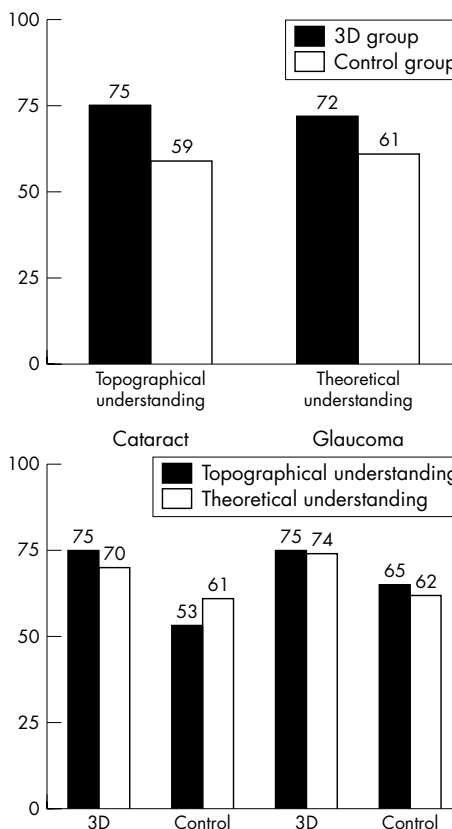 100
3D group
Control group
75
75
72
59
61
50
25
0
Topographical understanding
Theoretical understanding
Cataract
Glaucoma
100
Topographical understanding
Theoretical understanding
75
75
70
75
74
53
61
65
62
50
25
0
3D
Control
3D
Control